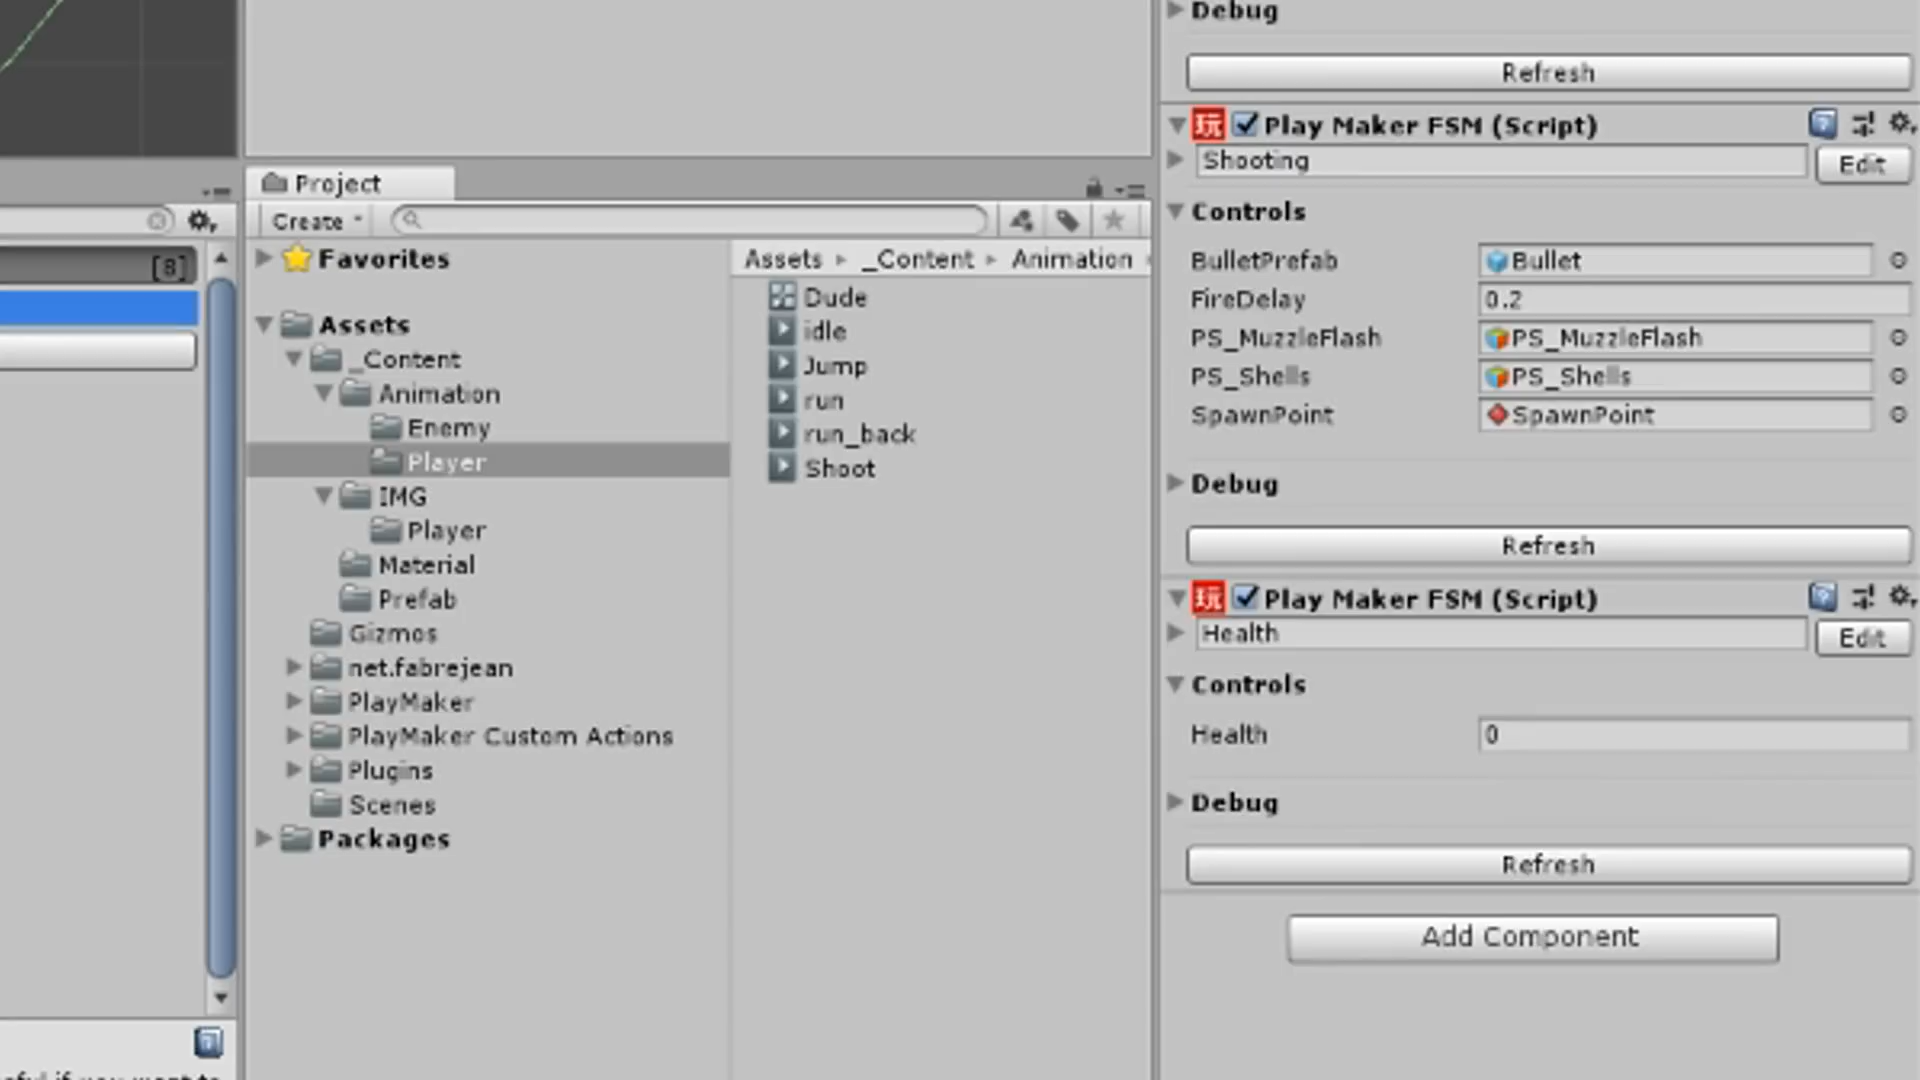 [8]
Project
Create
Favorites
Assets
_Content
Animation
Enemy
Player
IMG
Player
Material
Prefab
Gizmos
net.fabrejean
PlayMaker
PlayMaker Custom Actions
Plugins
Scenes
Packages
Assets ▸ _Content ▸ Animation
Dude
idle
Jump
run
run_back
Shoot
Debug
Refresh
玩 Play Maker FSM (Script)
Shooting Edit
Controls
BulletPrefab Bullet
FireDelay 0.2
PS_MuzzleFlash PS_MuzzleFlash
PS_Shells PS_Shells
SpawnPoint SpawnPoint
Debug
Refresh
玩 Play Maker FSM (Script)
Health Edit
Controls
Health 0
Debug
Refresh
Add Component